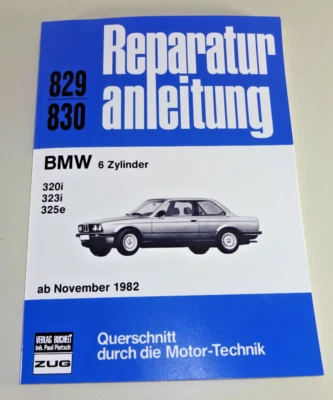 829
830
Reparatur
anleitung
BMW 6 Zylinder
320i
323i
325e
ab November 1982
VERLAG BUCHELI
Inh. Paul Pietsch
ZUG
Querschnitt
durch die Motor-Technik